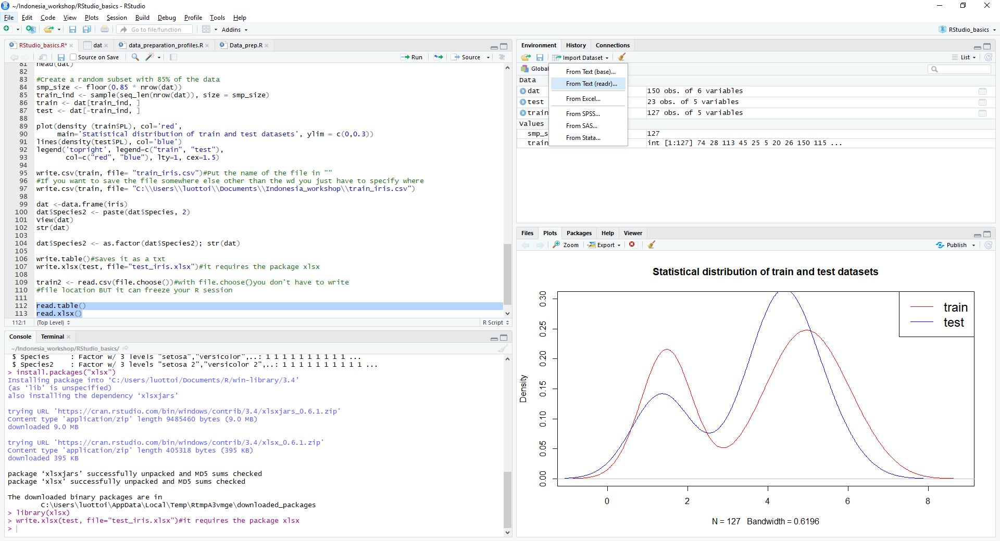 ~/Indonesia_workshop/RStudio_basics - RStudio
File Edit Code View Plots Session Build Debug Profile Tools Help
Go to file/function Addins RStudio_basics
RStudio_basics.R* dat data_preparation_profiles.R Data_prep.R
Source on Save Run Source
81 head(dat)
82
83 #Create a random subset with 85% of the data
84 smp_size <- floor(0.85 * nrow(dat))
85 train_ind <- sample(seq_len(nrow(dat)), size = smp_size)
86 train <- dat[train_ind, ]
87 test <- dat[-train_ind, ]
88
89 plot(density (train$PL), col='red',
90 main='Statistical distribution of train and test datasets', ylim = c(0,0.3))
91 lines(density(test$PL), col='blue')
92 legend('topright', legend=c("train", "test"),
93 col=c("red", "blue"), lty=1, cex=1.5)
94
95 write.csv(train, file= "train_iris.csv")#Put the name of the file in ""
96 #If you want to save the file somewhere else other than the wd you just have to specify where
97 write.csv(train, file= "C:\\Users\\luottoi\\Documents\\Indonesia_workshop\\train_iris.csv")
98
99 dat <-data.frame(iris)
100 dat$Species2 <- paste(dat$Species, 2)
101 View(dat)
102 str(dat)
103
104 dat$Species2 <- as.factor(dat$Species2); str(dat)
105
106 write.table()#Saves it as a txt
107 write.xlsx(test, file="test_iris.xlsx")#it requires the package xlsx
108
109 train2 <- read.csv(file.choose())#with file.choose()you don't have to write
110 #file location BUT it can freeze your R session
111
112 read.table()
113 read.xlsx()
112:1 (Top Level) R Script
Console Terminal
~/Indonesia_workshop/RStudio_basics/
$ Species : Factor w/ 3 levels "setosa","versicolor",..: 1 1 1 1 1 1 1 1 1 1 ...
$ Species2 : Factor w/ 3 levels "setosa 2","versicolor 2",..: 1 1 1 1 1 1 1 1 1 1 ...
> install.packages("xlsx")
Installing package into ‘C:/Users/luottoi/Documents/R/win-library/3.4’
(as ‘lib’ is unspecified)
also installing the dependency ‘xlsxjars’
trying URL 'https://cran.rstudio.com/bin/windows/contrib/3.4/xlsxjars_0.6.1.zip'
Content type 'application/zip' length 9485460 bytes (9.0 MB)
downloaded 9.0 MB
trying URL 'https://cran.rstudio.com/bin/windows/contrib/3.4/xlsx_0.6.1.zip'
Content type 'application/zip' length 405318 bytes (395 KB)
downloaded 395 KB
package ‘xlsxjars’ successfully unpacked and MD5 sums checked
package ‘xlsx’ successfully unpacked and MD5 sums checked
The downloaded binary packages are in
C:\Users\luottoi\AppData\Local\Temp\RtmpA3vmge\downloaded_packages
> library(xlsx)
> write.xlsx(test, file="test_iris.xlsx")#it requires the package xlsx
>
Environment History Connections
Import Dataset List
Global
From Text (base)...
From Text (readr)...
From Excel...
From SPSS...
From SAS...
From Stata...
Data
dat 150 obs. of 6 variables
test 23 obs. of 5 variables
train 127 obs. of 5 variables
Values
smp_s 127
train int [1:127] 74 28 113 45 25 5 20 26 150 115 ...
Files Plots Packages Help Viewer
Zoom Export Publish
Statistical distribution of train and test datasets
train
test
Density
0.00 0.05 0.10 0.15 0.20 0.25 0.30
0 2 4 6 8
N = 127 Bandwidth = 0.6196